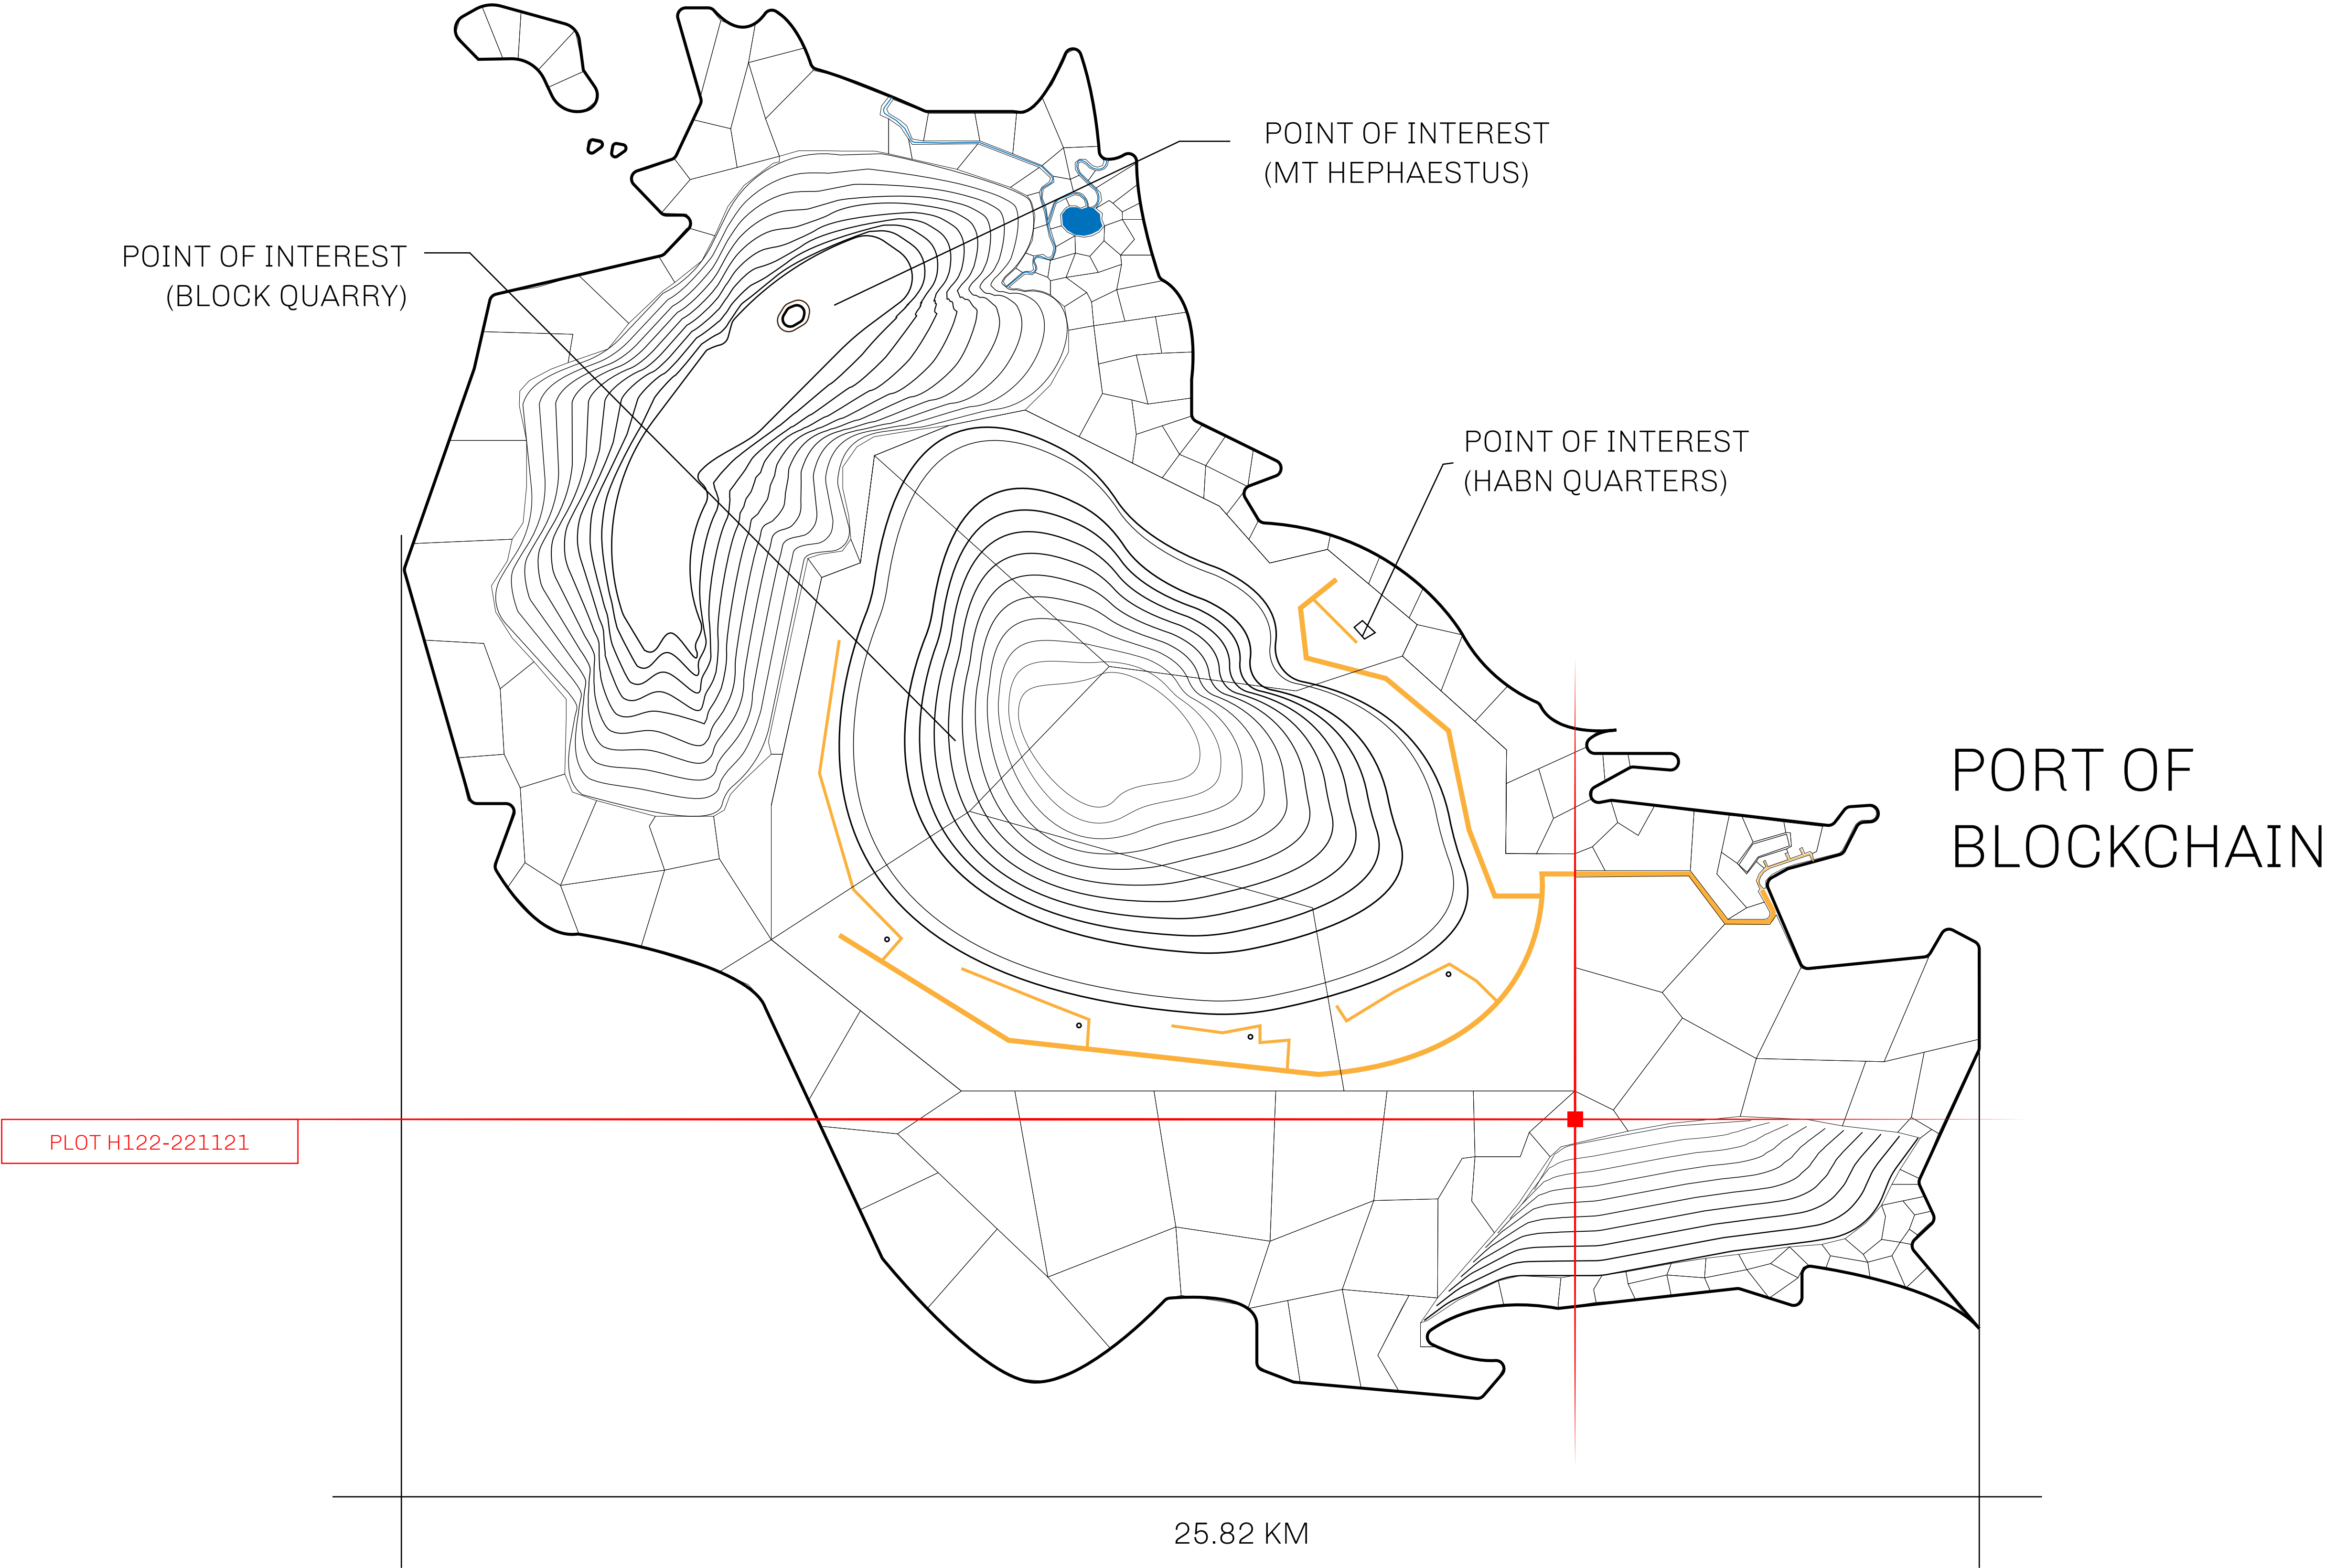 POINT OF INTEREST
(MT HEPHAESTUS)
POINT OF INTEREST
(BLOCK QUARRY)
POINT OF INTEREST
(HABN QUARTERS)
PORT OF
BLOCKCHAIN
PLOT H122-221121
25.82 KM